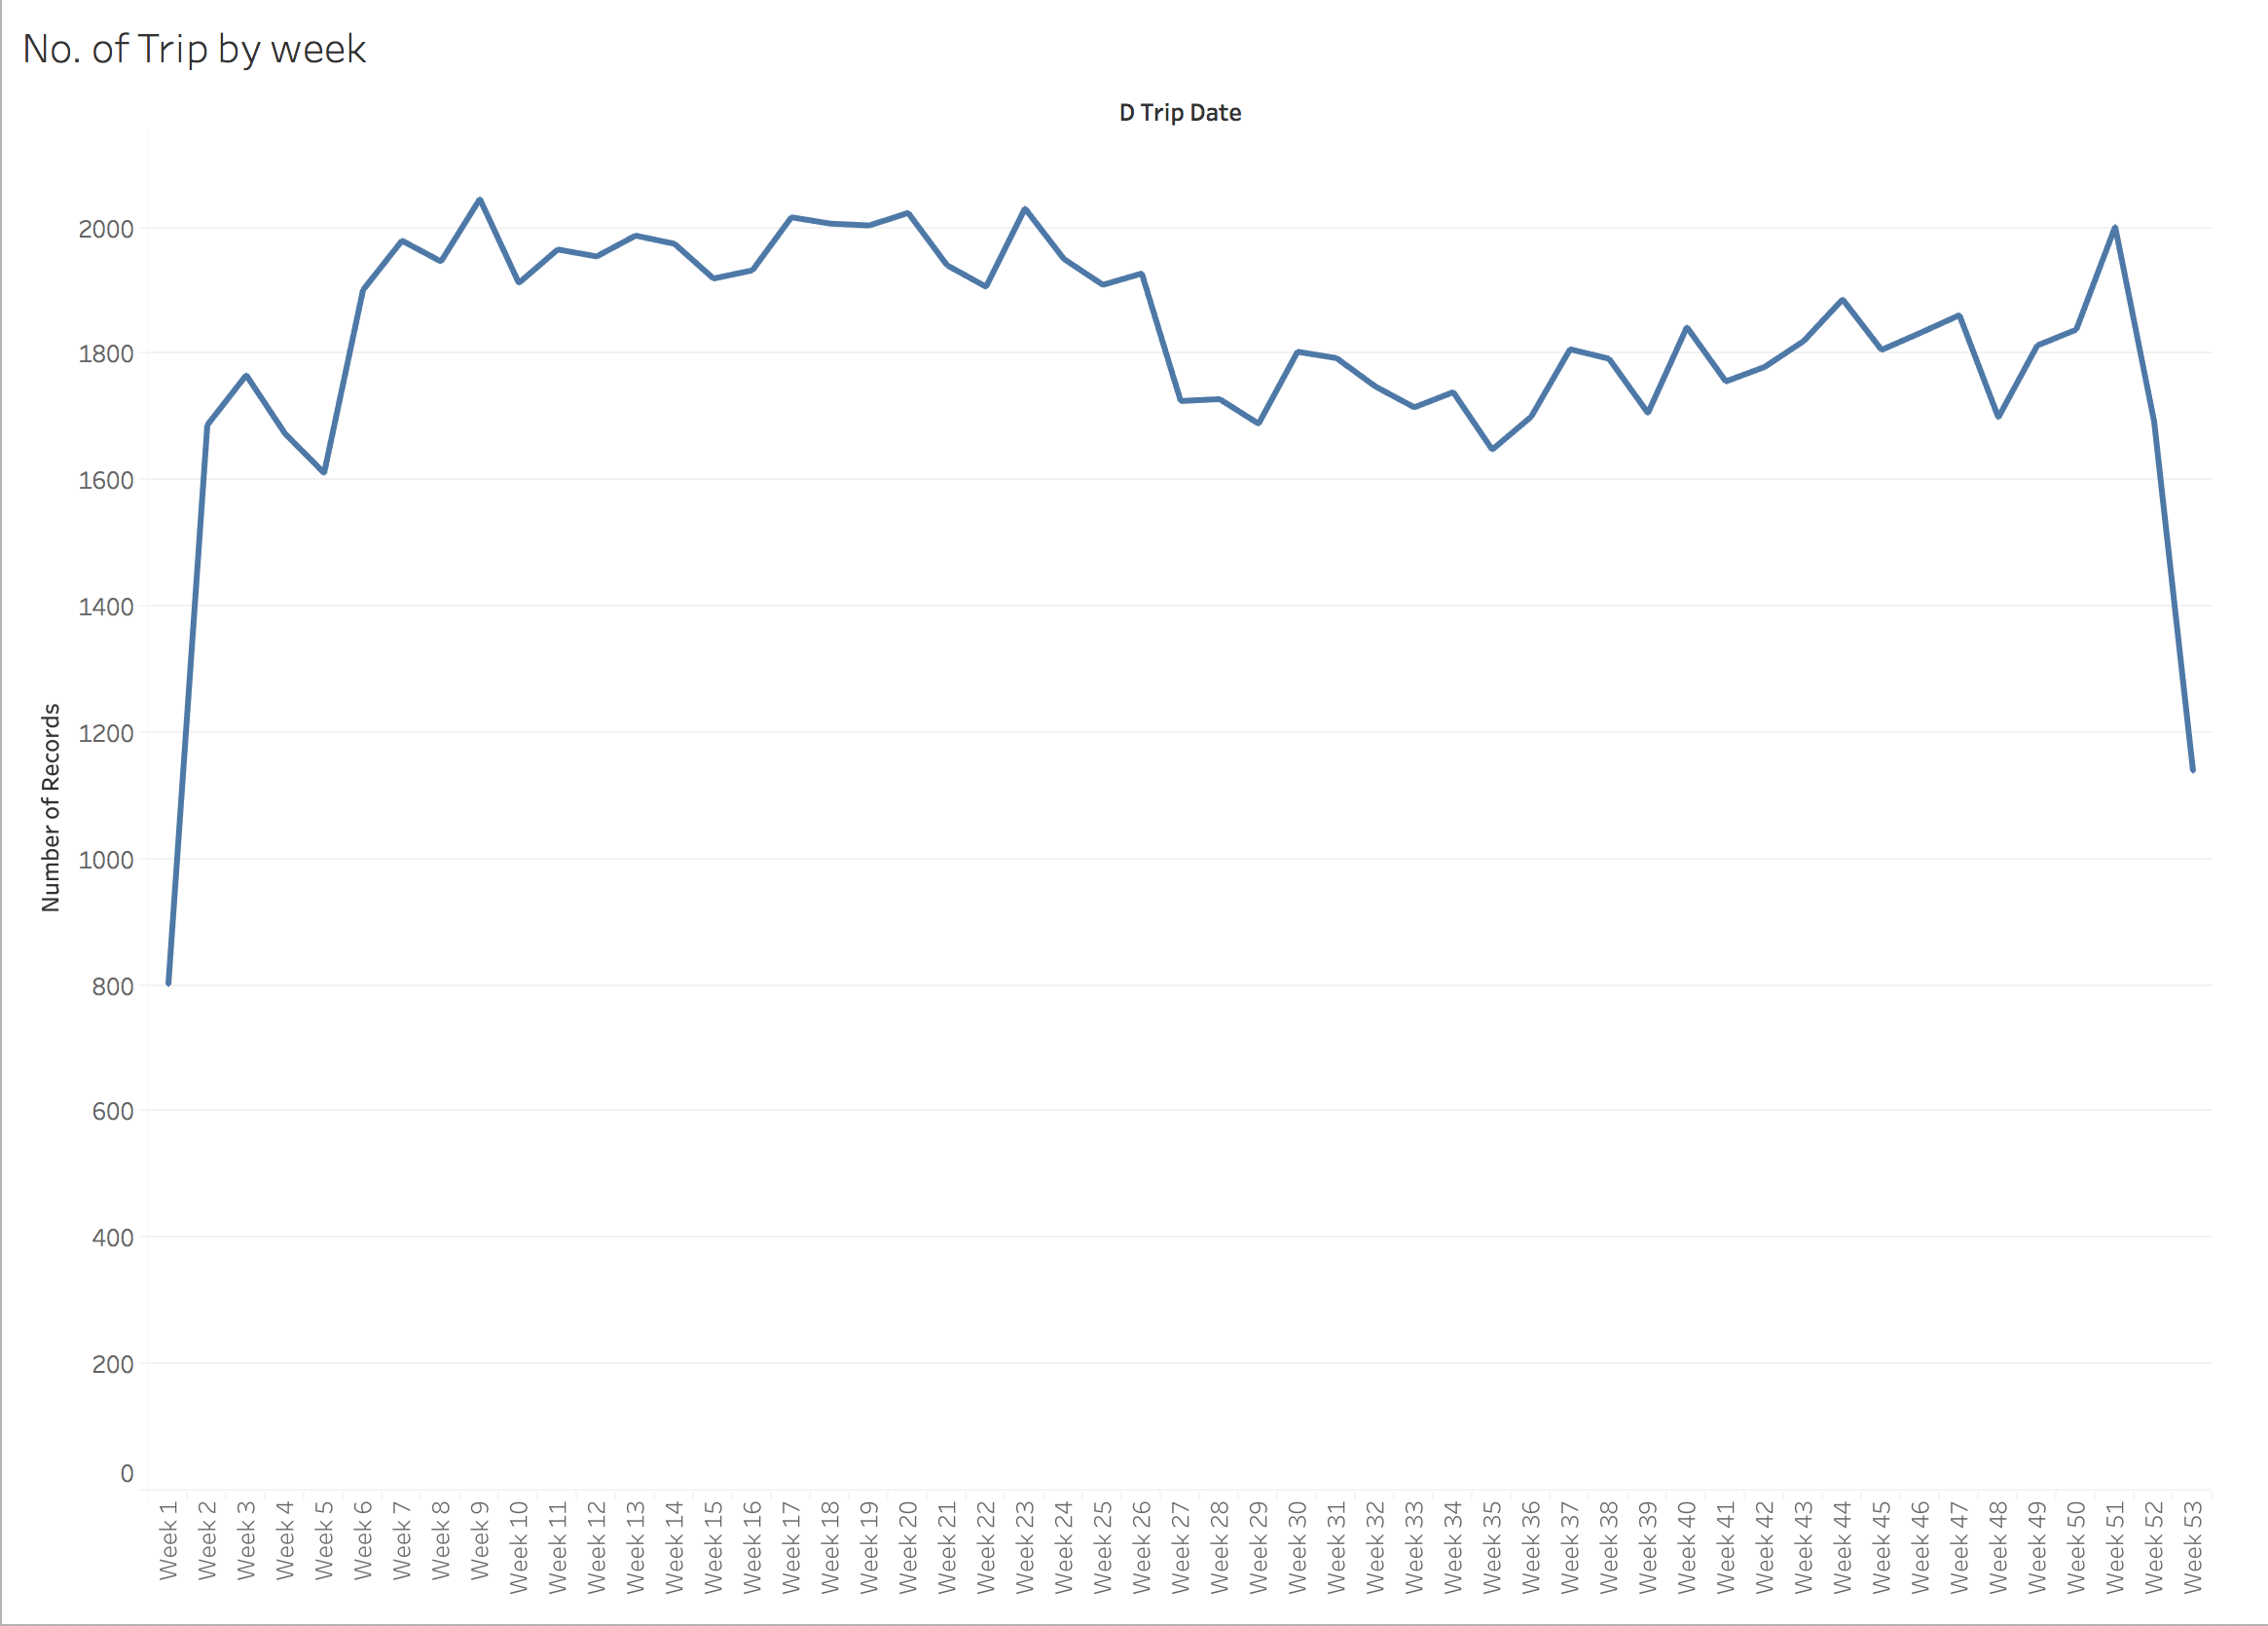 No. of Trip by week
D Trip Date
Number of Records
2000
1800
1600
1400
1200
1000
800
600
400
200
0
Week 1
Week 2
Week 3
Week 4
Week 5
Week 6
Week 7
Week 8
Week 9
Week 10
Week 11
Week 12
Week 13
Week 14
Week 15
Week 16
Week 17
Week 18
Week 19
Week 20
Week 21
Week 22
Week 23
Week 24
Week 25
Week 26
Week 27
Week 28
Week 29
Week 30
Week 31
Week 32
Week 33
Week 34
Week 35
Week 36
Week 37
Week 38
Week 39
Week 40
Week 41
Week 42
Week 43
Week 44
Week 45
Week 46
Week 47
Week 48
Week 49
Week 50
Week 51
Week 52
Week 53